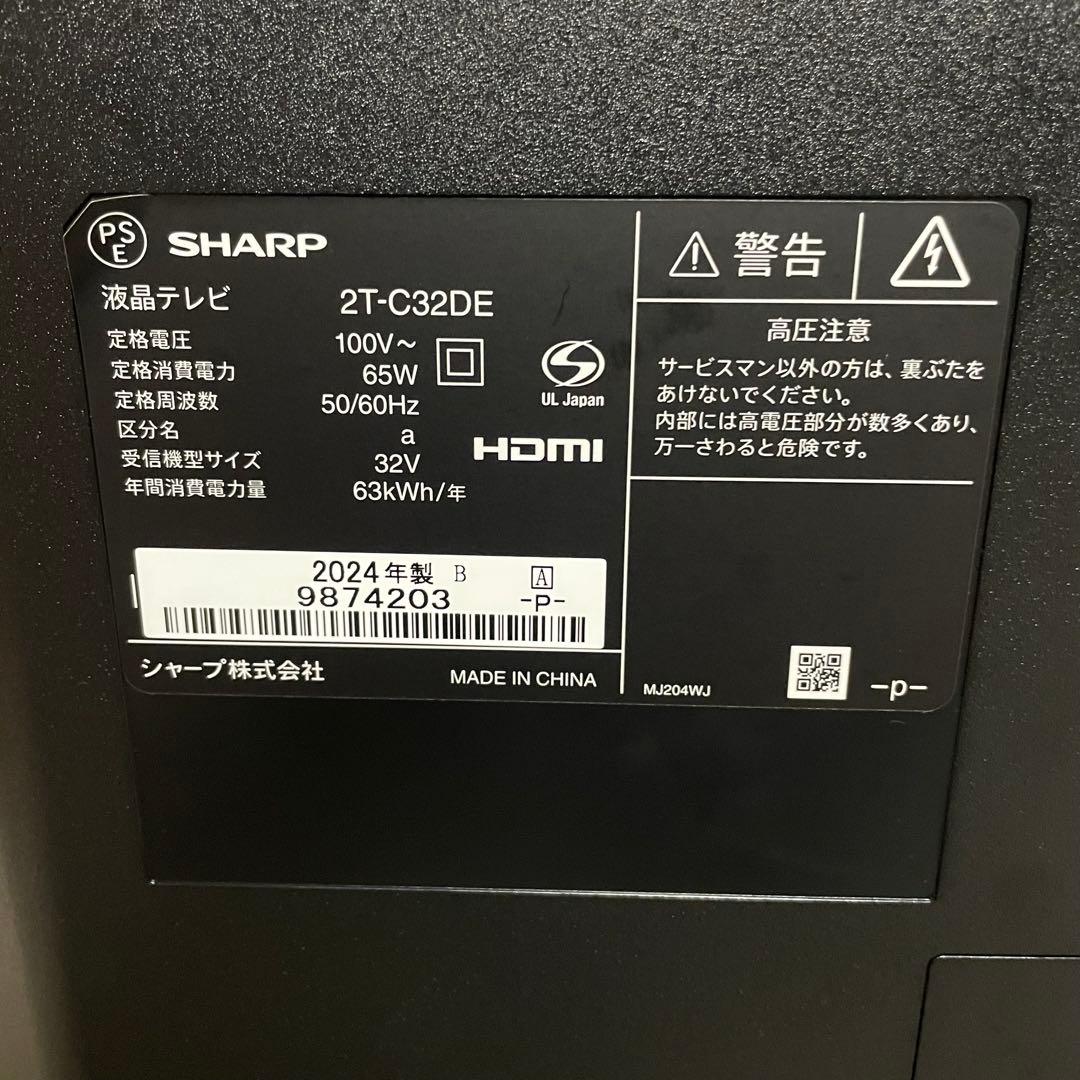 PSE SHARP
液晶テレビ 2T-C32DE
定格電圧 100V～
定格消費電力 65W
定格周波数 50/60Hz
区分名 a
受信機型サイズ 32V
年間消費電力量 63kWh/年
S
UL Japan
HDMI
2024年製 B A
9874203 -P-
シャープ株式会社 MADE IN CHINA
警告
高圧注意
サービスマン以外の方は、裏ぶたを
あけないでください。
内部には高電圧部分が数多くあり、
万一さわると危険です。
MJ204WJ -p-